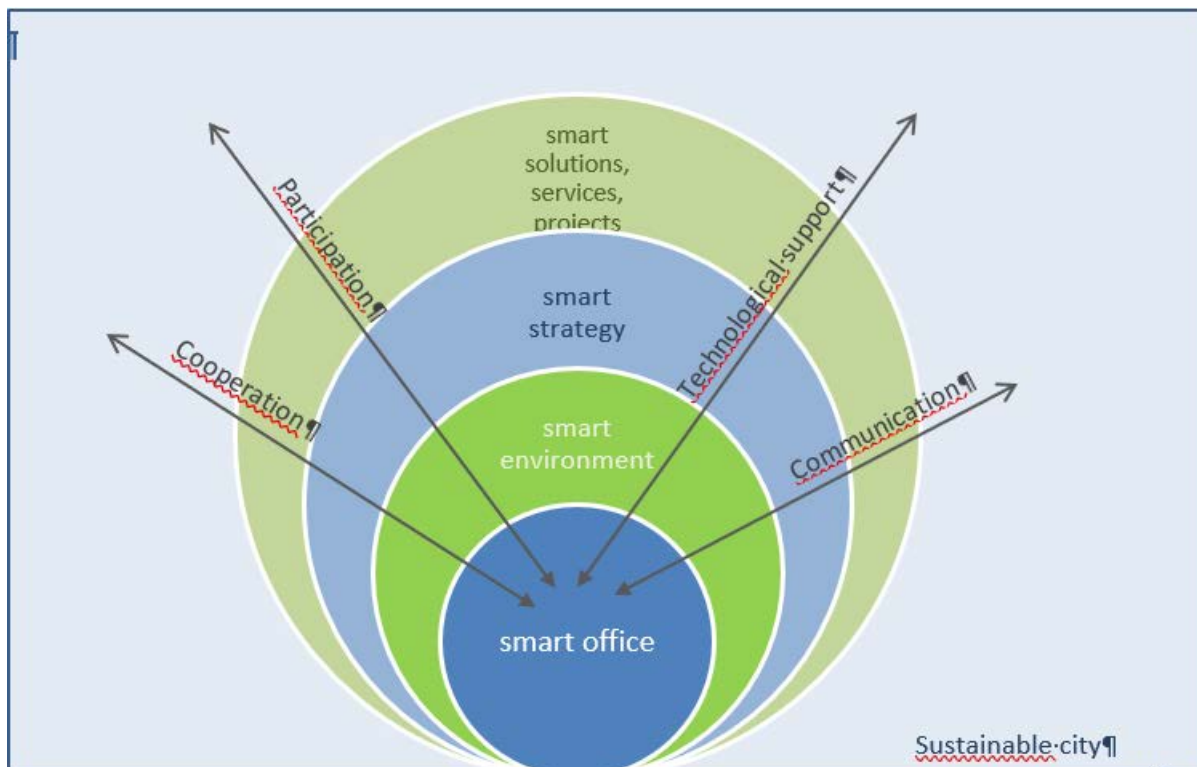 ¶
smart
solutions,
services,
projects
Participation¶
Technological·support¶
smart
strategy
Cooperation¶
Communication¶
smart
environment
smart office
Sustainable·city¶